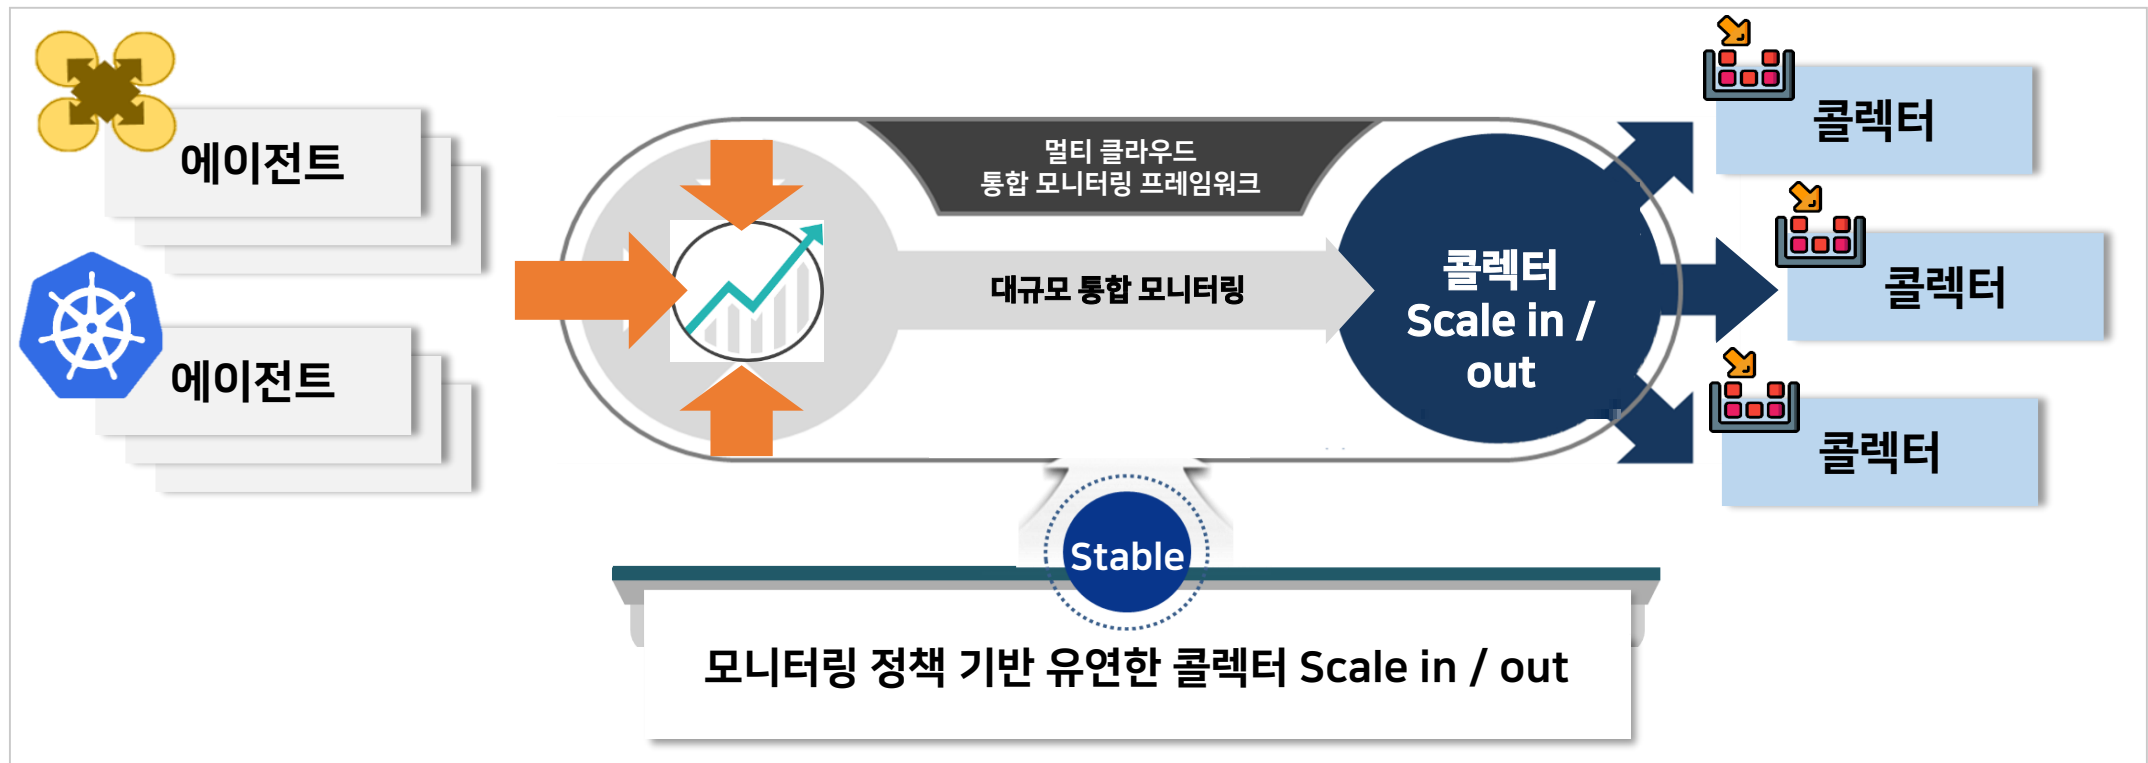 에이전트
에이전트
멀티 클라우드
통합 모니터링 프레임워크
대규모 통합 모니터링
콜렉터
Scale in /
out
콜렉터
콜렉터
콜렉터
Stable
모니터링 정책 기반 유연한 콜렉터 Scale in / out